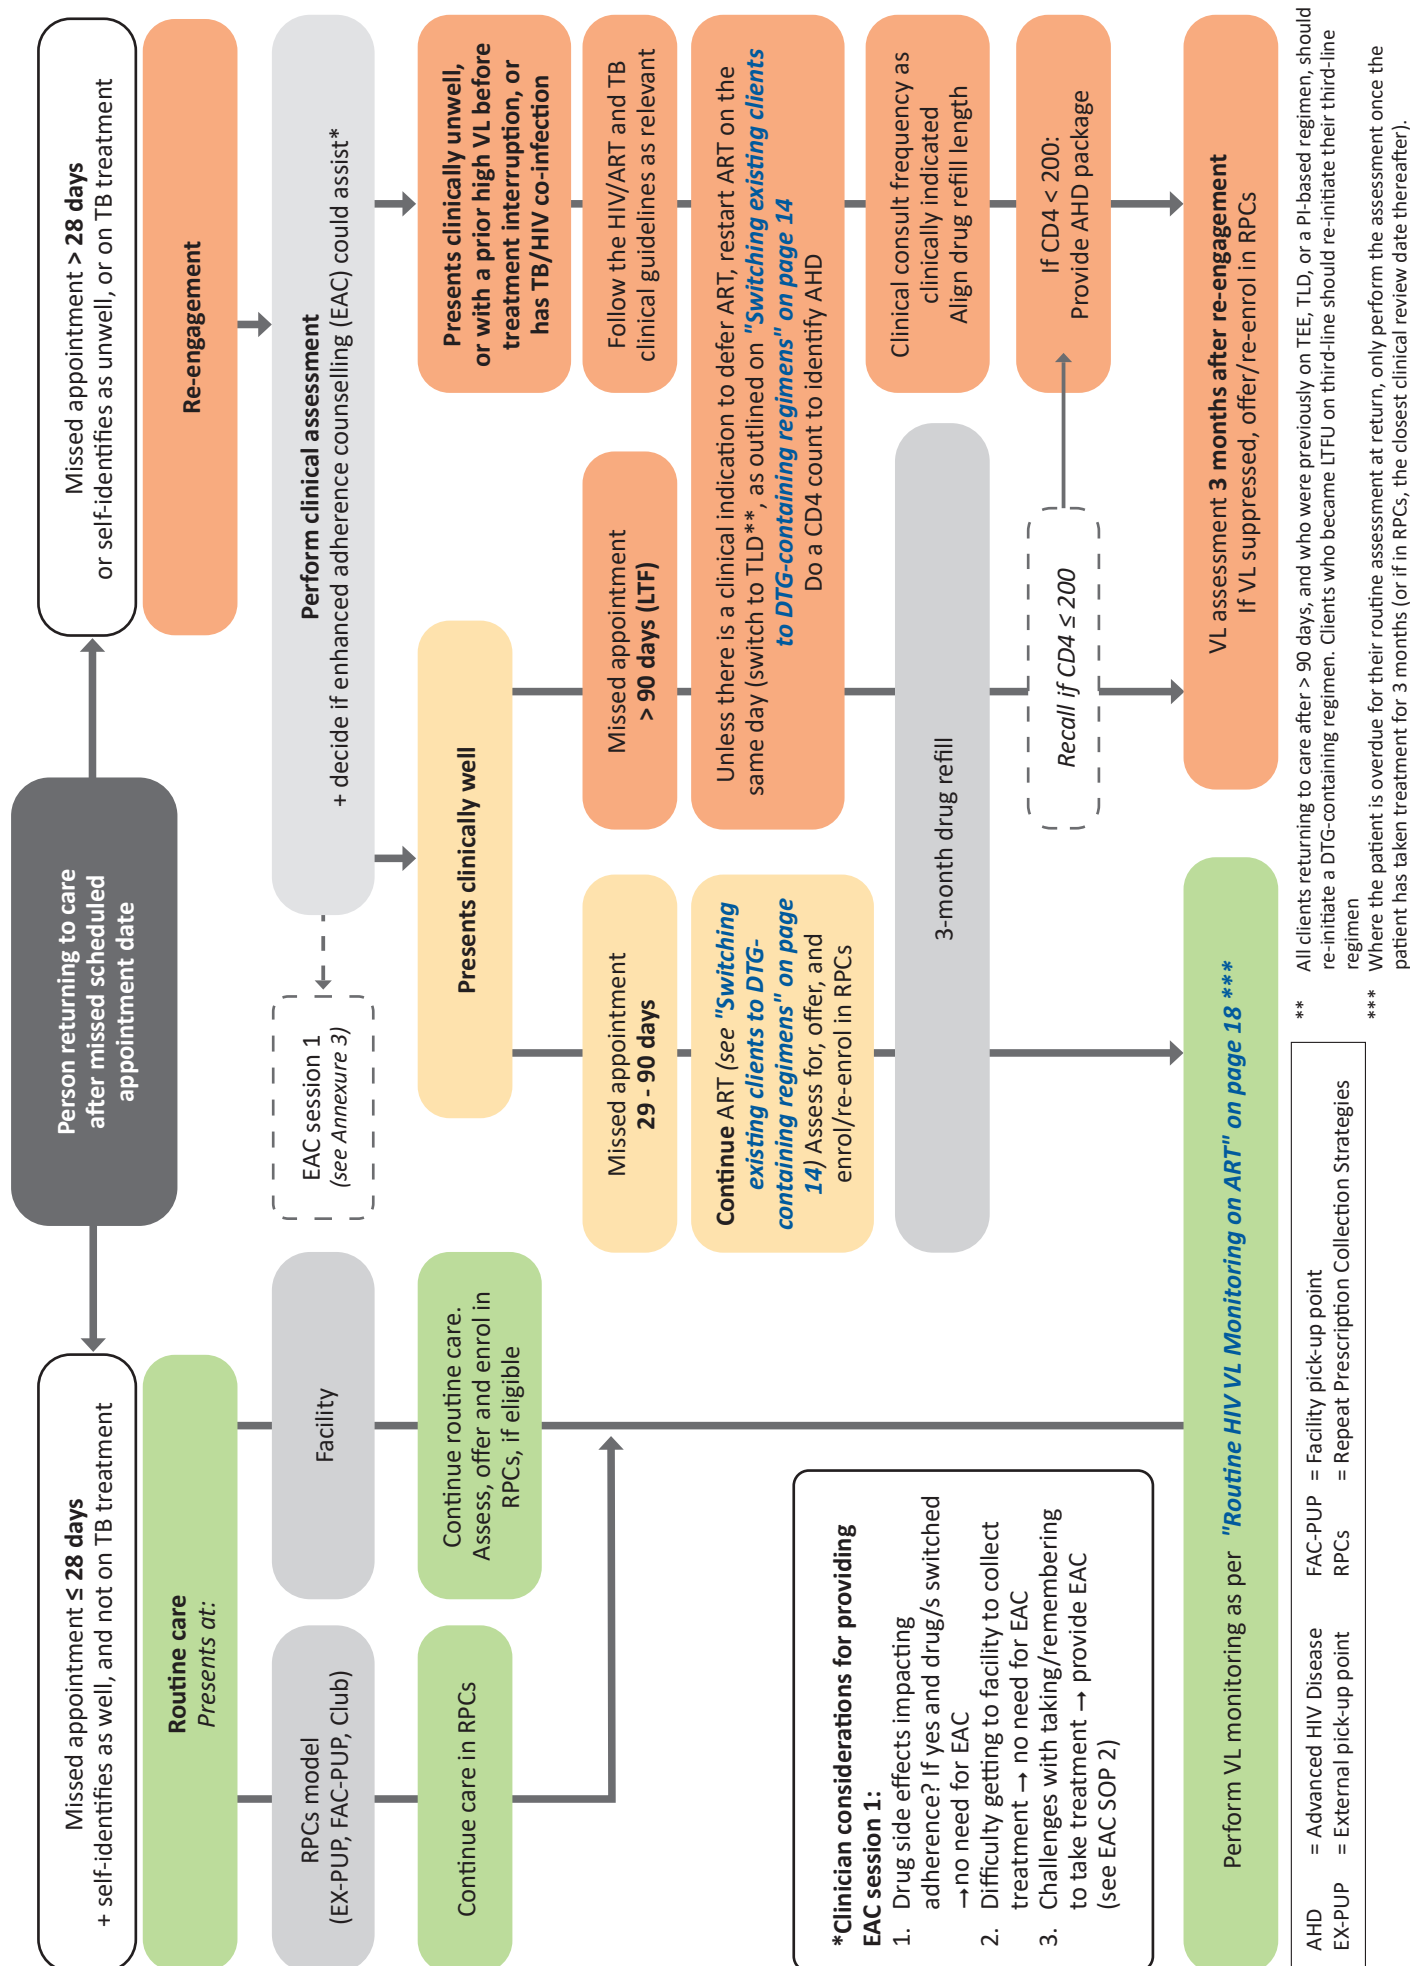 Person returning to care
after missed scheduled
appointment date
Missed appointment ≤ 28 days
+ self-identifies as well, and not on TB treatment
Routine care
Presents at:
RPCs model
(EX-PUP, FAC-PUP, Club)
Facility
Continue care in RPCs
Continue routine care.
Assess, offer and enrol in
RPCs, if eligible
Missed appointment > 28 days
or self-identifies as unwell, or on TB treatment
Re-engagement
Perform clinical assessment
+ decide if enhanced adherence counselling (EAC) could assist*
EAC session 1
(see Annexure 3)
Presents clinically well
Presents clinically unwell,
or with a prior high VL before
treatment interruption, or
has TB/HIV co-infection
Missed appointment
29 - 90 days
Missed appointment
> 90 days (LTF)
Follow the HIV/ART and TB
clinical guidelines as relevant
Continue ART (see "Switching
existing clients to DTG-
containing regimens" on page
14) Assess for, offer, and
enrol/re-enrol in RPCs
Unless there is a clinical indication to defer ART, restart ART on the
same day (switch to TLD**, as outlined on "Switching existing clients
to DTG-containing regimens" on page 14
Do a CD4 count to identify AHD
3-month drug refill
Clinical consult frequency as
clinically indicated
Align drug refill length
Recall if CD4 ≤ 200
If CD4 < 200:
Provide AHD package
*Clinician considerations for providing
EAC session 1:
1. Drug side effects impacting
adherence? If yes and drug/s switched
→no need for EAC
2. Difficulty getting to facility to collect
treatment → no need for EAC
3. Challenges with taking/remembering
to take treatment → provide EAC
(see EAC SOP 2)
Perform VL monitoring as per "Routine HIV VL Monitoring on ART" on page 18 ***
VL assessment 3 months after re-engagement
If VL suppressed, offer/re-enrol in RPCs
AHD = Advanced HIV Disease FAC-PUP = Facility pick-up point
EX-PUP = External pick-up point RPCs = Repeat Prescription Collection Strategies
** All clients returning to care after > 90 days, and who were previously on TEE, TLD, or a PI-based regimen, should
re-initiate a DTG-containing regimen. Clients who became LTFU on third-line should re-initiate their third-line
regimen
*** Where the patient is overdue for their routine assessment at return, only perform the assessment once the
patient has taken treatment for 3 months (or if in RPCs, the closest clinical review date thereafter).